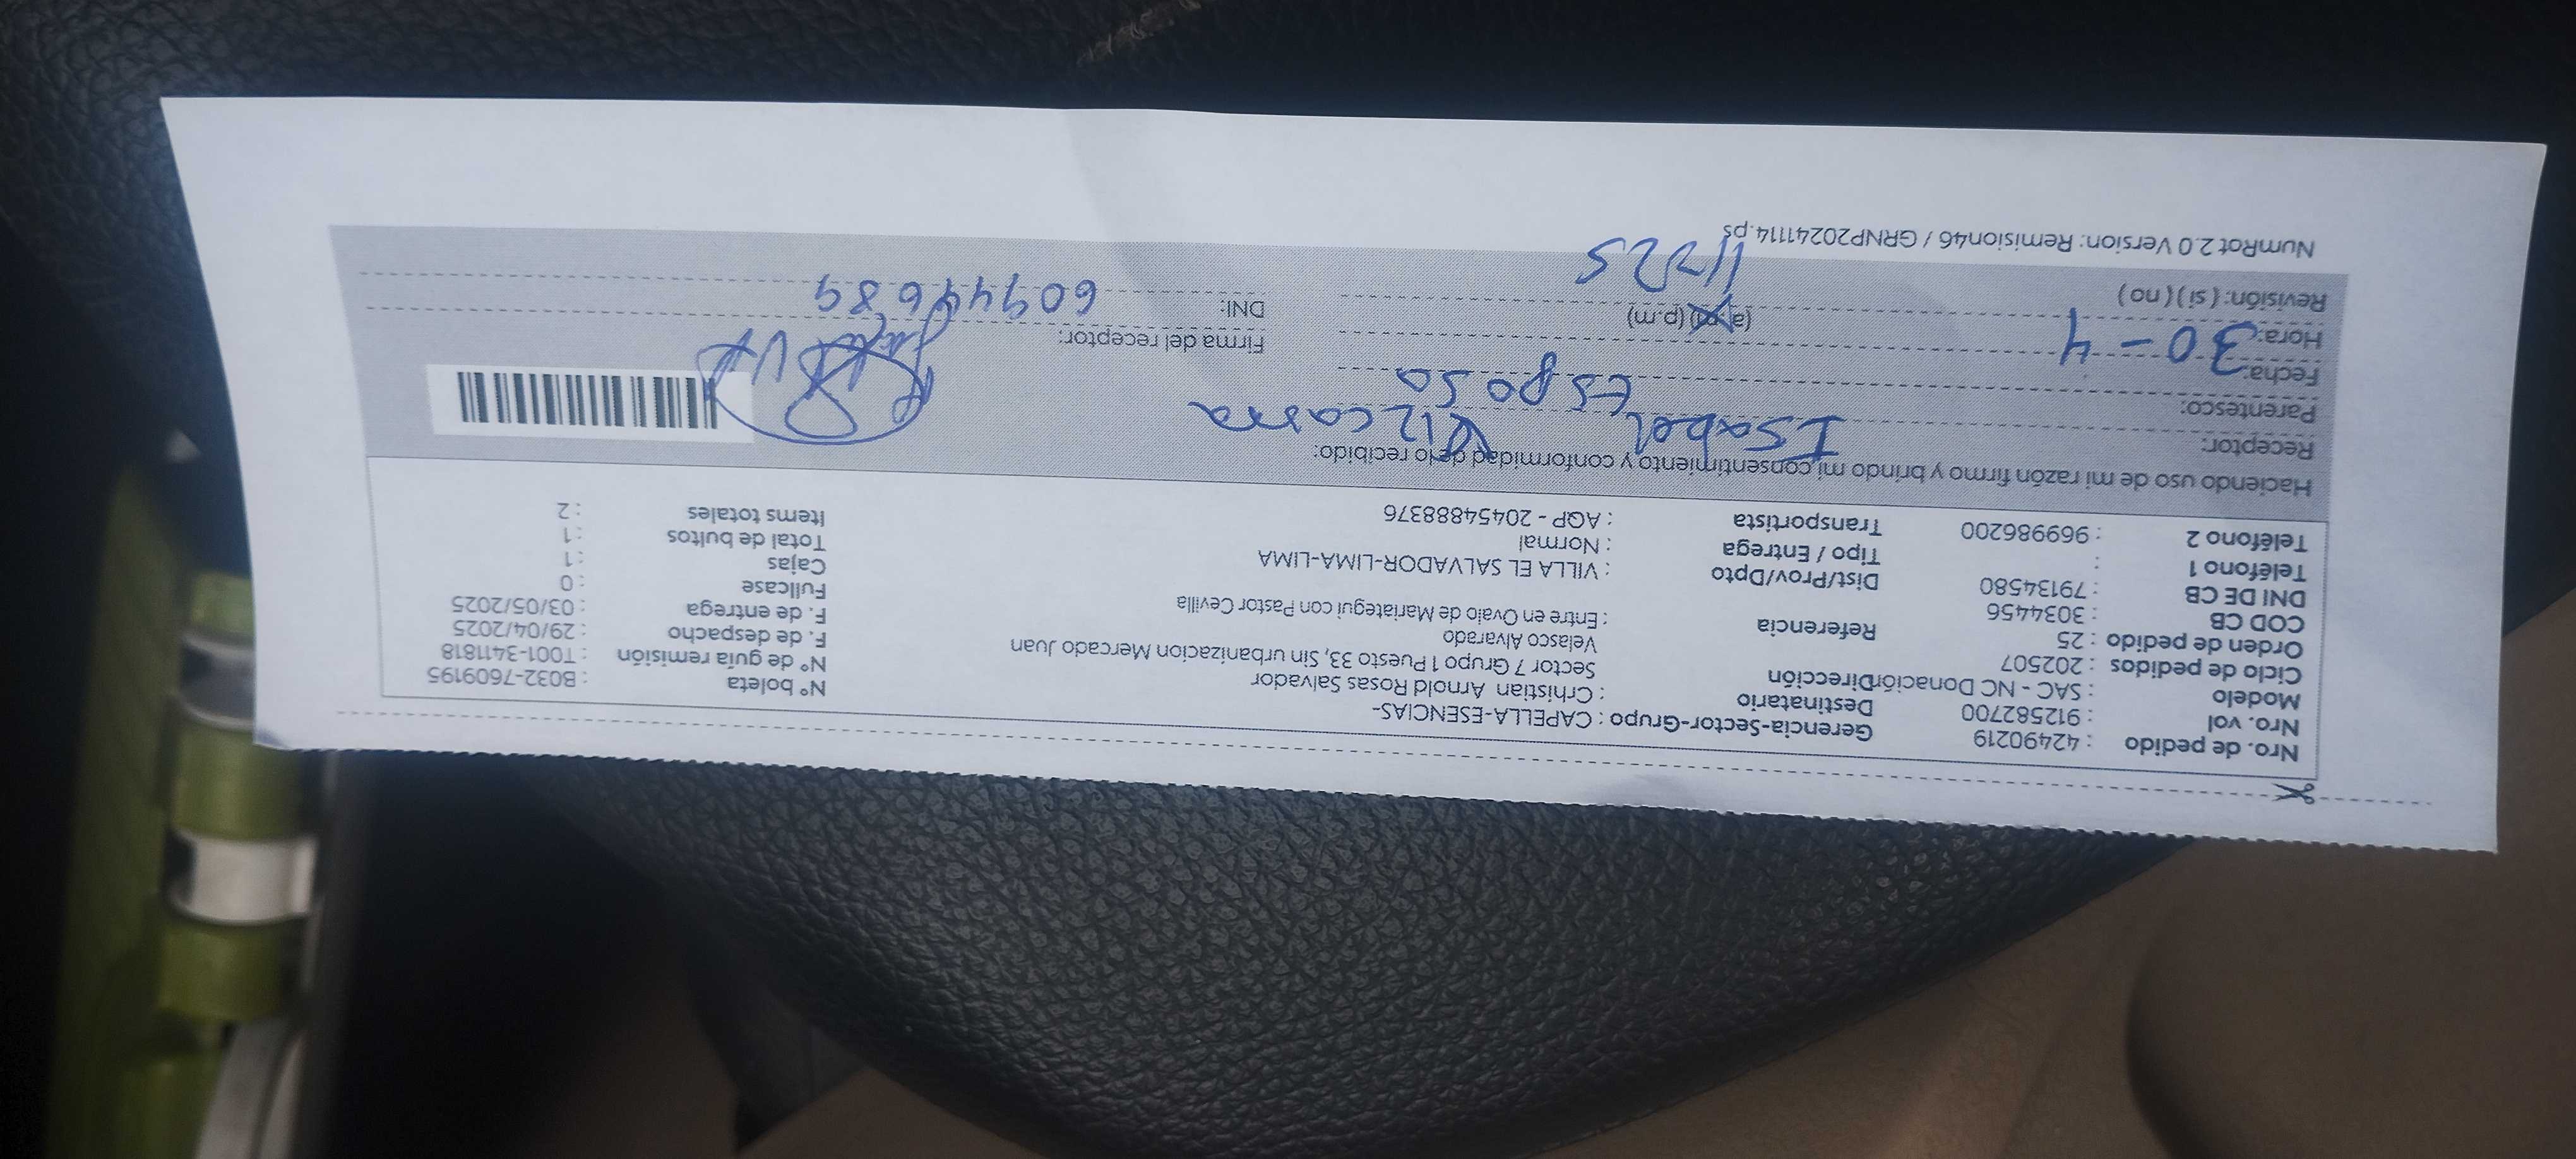 Nro. de pedido : 42490219
Nro. vol : 912582700
Modelo : SAC - NC Donación
Ciclo de pedidos : 202507
Orden de pedido : 25
COD CB : 3034456
DNI DE CB : 79134580
Teléfono 1 :
Teléfono 2 : 969986200
Gerencia-Sector-Grupo : CAPELLA-ESENCIAS-
Destinatario : Crhistian Arnold Rosas Salvador
Dirección Sector 7 Grupo 1 Puesto 33, Sin urbanizacion Mercado Juan
Velasco Alvarado
Referencia : Entre en Ovalo de Mariategui con Pastor Cevilla
Dist/Prov/Dpto : VILLA EL SALVADOR-LIMA-LIMA
Tipo / Entrega : Normal
Transportista : AQP - 20454888376
N° boleta : B032-7609195
N° de guía remisión : T001-3411818
F. de despacho : 29/04/2025
F. de entrega : 03/05/2025
Fullcase : 0
Cajas : 1
Total de bultos : 1
Items totales : 2
Haciendo uso de mi razón firmo y brindo mi consentimiento y conformidad de lo recibido:
Receptor: Isabel
Parentesco: Esposa
Fecha: 30-4
Hora: (a.m) (p.m)
11725
Revisión: ( si ) ( no )
Firma del receptor:
DNI: 60944689
NumRot 2.0 Version: Remision46 / GRNP20241114.ps